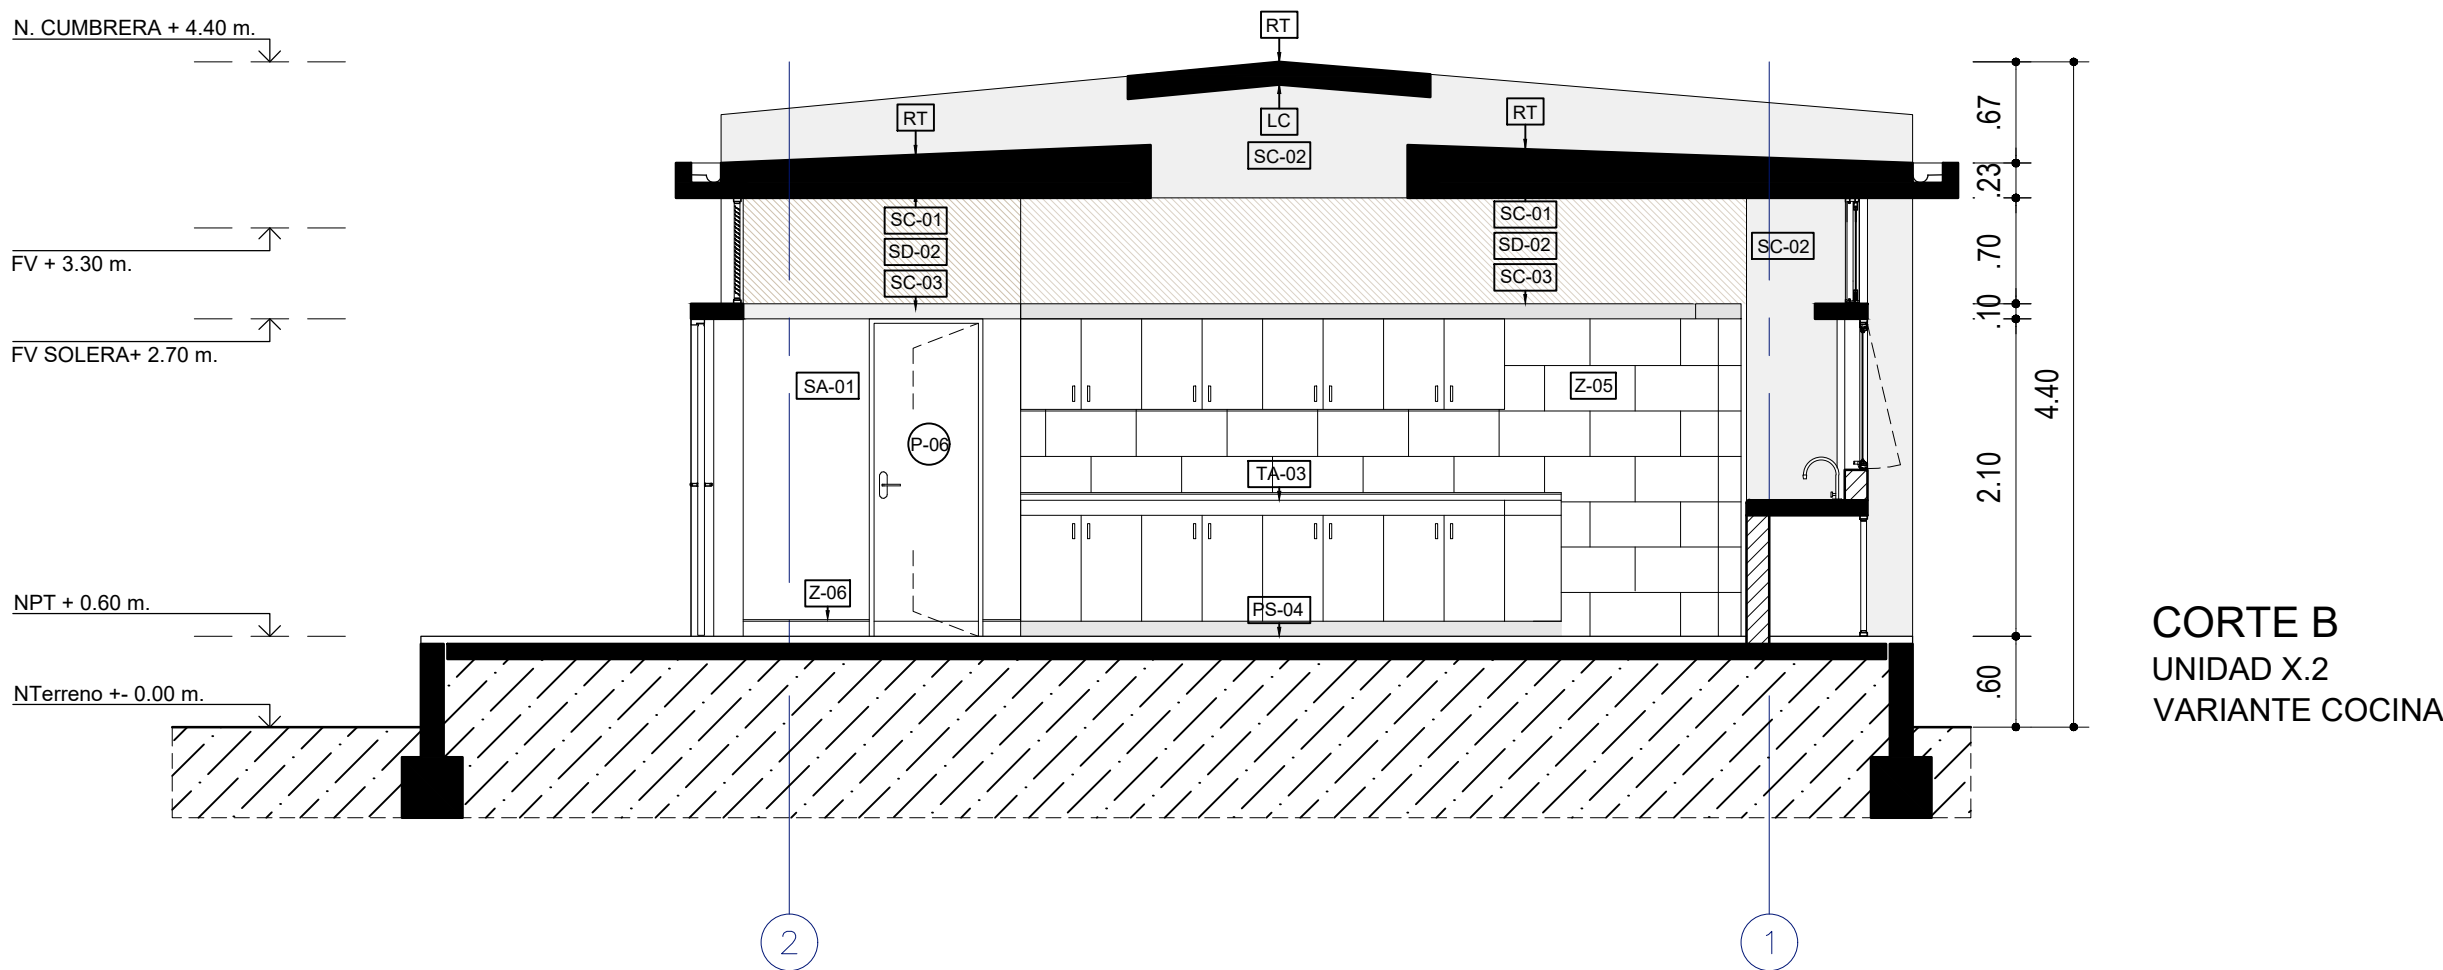 N. CUMBRERA + 4.40 m.
RT
RT
LC
RT
SC-02
.67
.23
SC-01
SD-02
SC-03
SC-01
SD-02
SC-03
SC-02
.70
FV + 3.30 m.
.10
FV SOLERA+ 2.70 m.
SA-01
Z-05
4.40
P-06
TA-03
2.10
Z-06
PS-04
NPT + 0.60 m.
NTerreno +- 0.00 m.
.60
CORTE B
UNIDAD X.2
VARIANTE COCINA
2
1